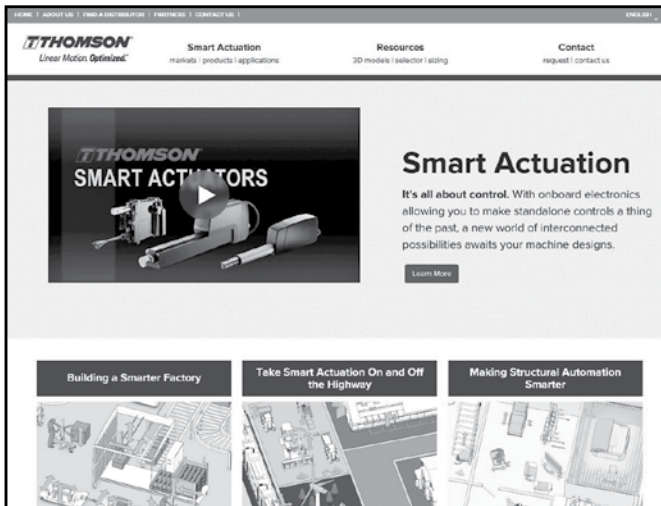 HOME | ABOUT US | FIND A DISTRIBUTOR | PARTNERS | CONTACT US |
ENGLISH
THOMSON
Linear Motion. Optimized.™
Smart Actuation
markets | products | applications
Resources
3D models | selector | sizing
Contact
request | contact us
THOMSON
SMART ACTUATORS
Smart Actuation
It's all about control. With onboard electronics
allowing you to make standalone controls a thing
of the past, a new world of interconnected
possibilities awaits your machine designs.
Learn More
Building a Smarter Factory
Take Smart Actuation On and Off
the Highway
Making Structural Automation
Smarter